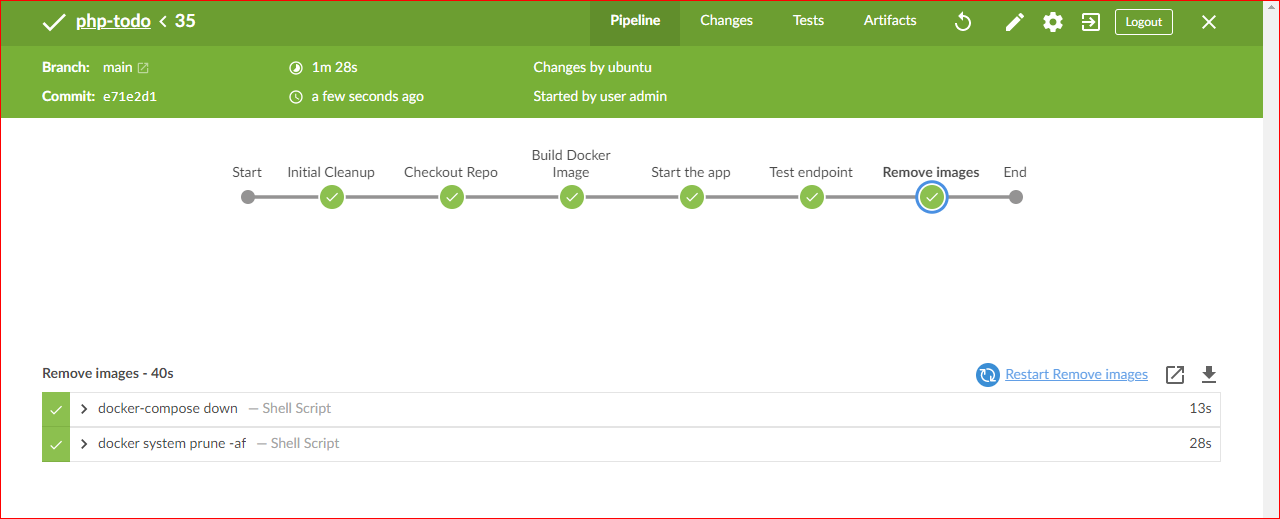 php-todo < 35
Pipeline
Changes
Tests
Artifacts
Logout
Branch: main
1m 28s
Changes by ubuntu
Commit: e71e2d1
a few seconds ago
Started by user admin
Start
Initial Cleanup
Checkout Repo
Build Docker
Image
Start the app
Test endpoint
Remove images
End
Remove images - 40s
Restart Remove images
docker-compose down — Shell Script
13s
docker system prune -af — Shell Script
28s